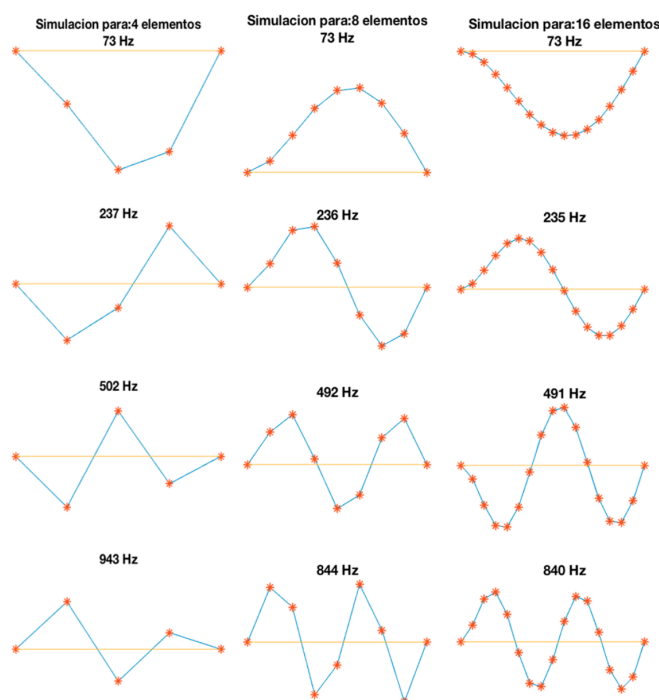 Simulacion para:4 elementos
73 Hz
Simulacion para:8 elementos
73 Hz
Simulacion para:16 elementos
73 Hz
237 Hz
236 Hz
235 Hz
502 Hz
492 Hz
491 Hz
943 Hz
844 Hz
840 Hz